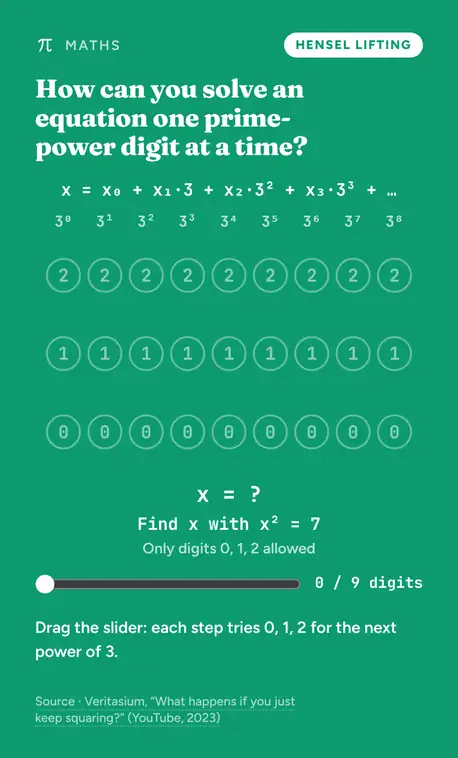 π MATHS
HENSEL LIFTING
How can you solve an
equation one prime-
power digit at a time?
x = x₀ + x₁·3 + x₂·3² + x₃·3³ + …
3⁰ 3¹ 3² 3³ 3⁴ 3⁵ 3⁶ 3⁷ 3⁸
2 2 2 2 2 2 2 2 2
1 1 1 1 1 1 1 1 1
0 0 0 0 0 0 0 0 0
x = ?
Find x with x² = 7
Only digits 0, 1, 2 allowed
0 / 9 digits
Drag the slider: each step tries 0, 1, 2 for the next
power of 3.
Source · Veritasium, “What happens if you just
keep squaring?” (YouTube, 2023)